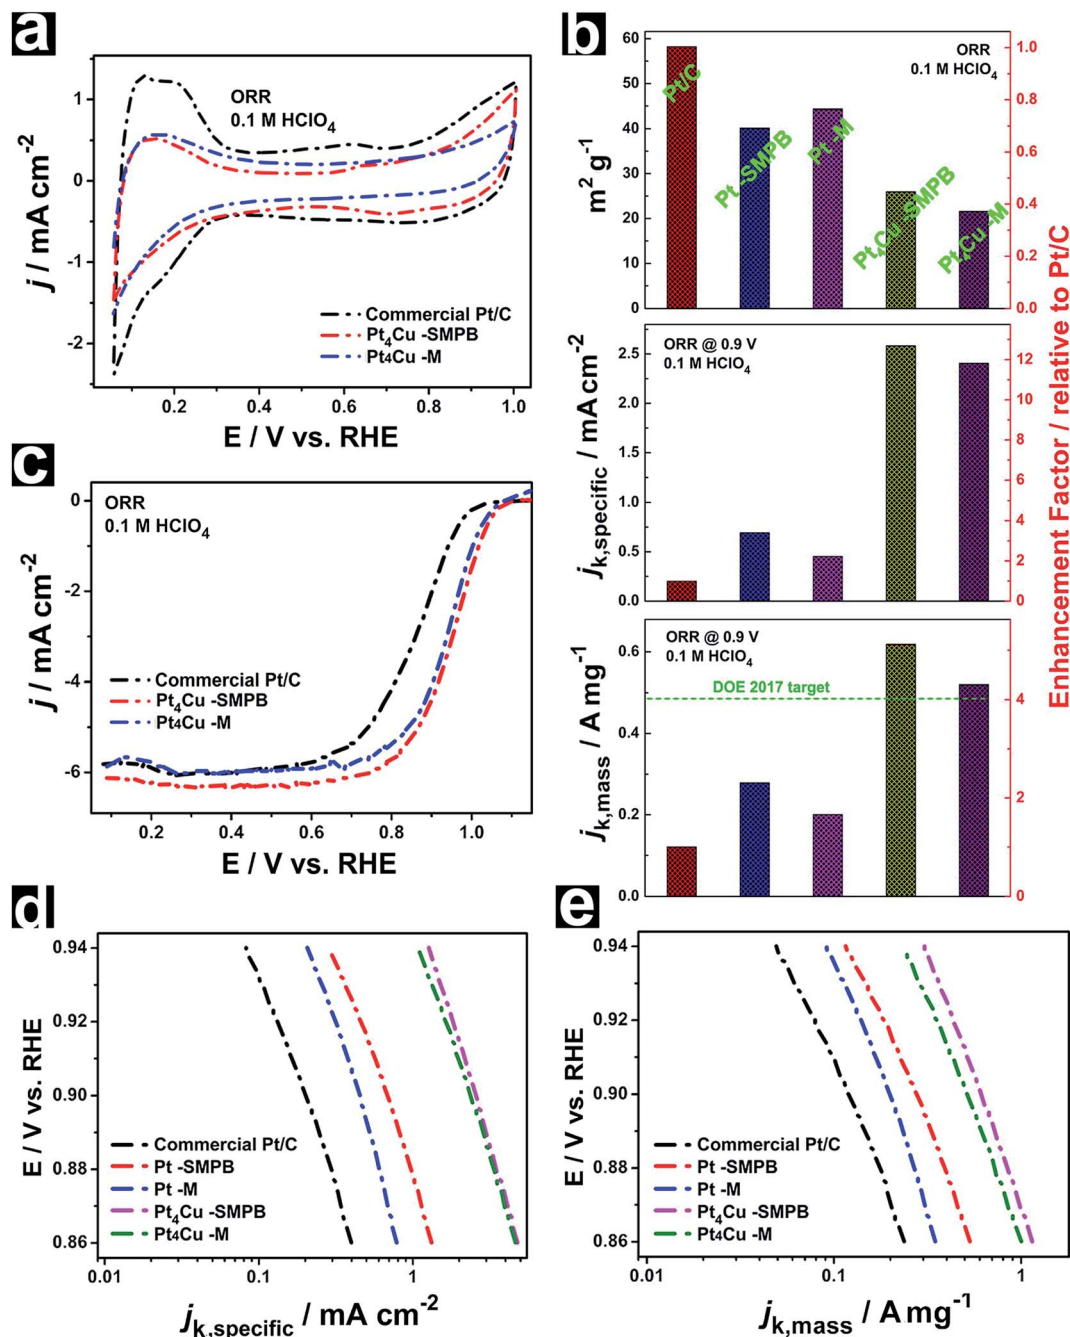 a
ORR
0.1 M HClO₄
1
0
-1
-2
j / mA cm⁻²
Commercial Pt/C
Pt₄Cu -SMPB
Pt₄Cu -M
0.2 0.4 0.6 0.8 1.0
E / V vs. RHE
b
ORR
0.1 M HClO₄
60
50
40
30
20
10
0
m² g⁻¹
Pt/C
Pt -SMPB
Pt -M
Pt₄Cu -SMPB
Pt₄Cu -M
1.0
0.8
0.6
0.4
0.2
0.0
ORR @ 0.9 V
0.1 M HClO₄
2.5
2.0
1.5
1.0
0.5
0.0
jk,specific / mA cm⁻²
12
10
8
6
4
2
0
Enhancement Factor / relative to Pt/C
ORR @ 0.9 V
0.1 M HClO₄
DOE 2017 target
0.6
0.4
0.2
0.0
jk,mass / A mg⁻¹
4
2
0
c
ORR
0.1 M HClO₄
0
-2
-4
-6
j / mA cm⁻²
Commercial Pt/C
Pt₄Cu -SMPB
Pt₄Cu -M
0.2 0.4 0.6 0.8 1.0
E / V vs. RHE
d
0.94
0.92
0.90
0.88
0.86
E / V vs. RHE
Commercial Pt/C
Pt -SMPB
Pt -M
Pt₄Cu -SMPB
Pt₄Cu -M
0.01 0.1 1
jk,specific / mA cm⁻²
e
0.94
0.92
0.90
0.88
0.86
E / V vs. RHE
Commercial Pt/C
Pt -SMPB
Pt -M
Pt₄Cu -SMPB
Pt₄Cu -M
0.01 0.1 1
jk,mass / A mg⁻¹